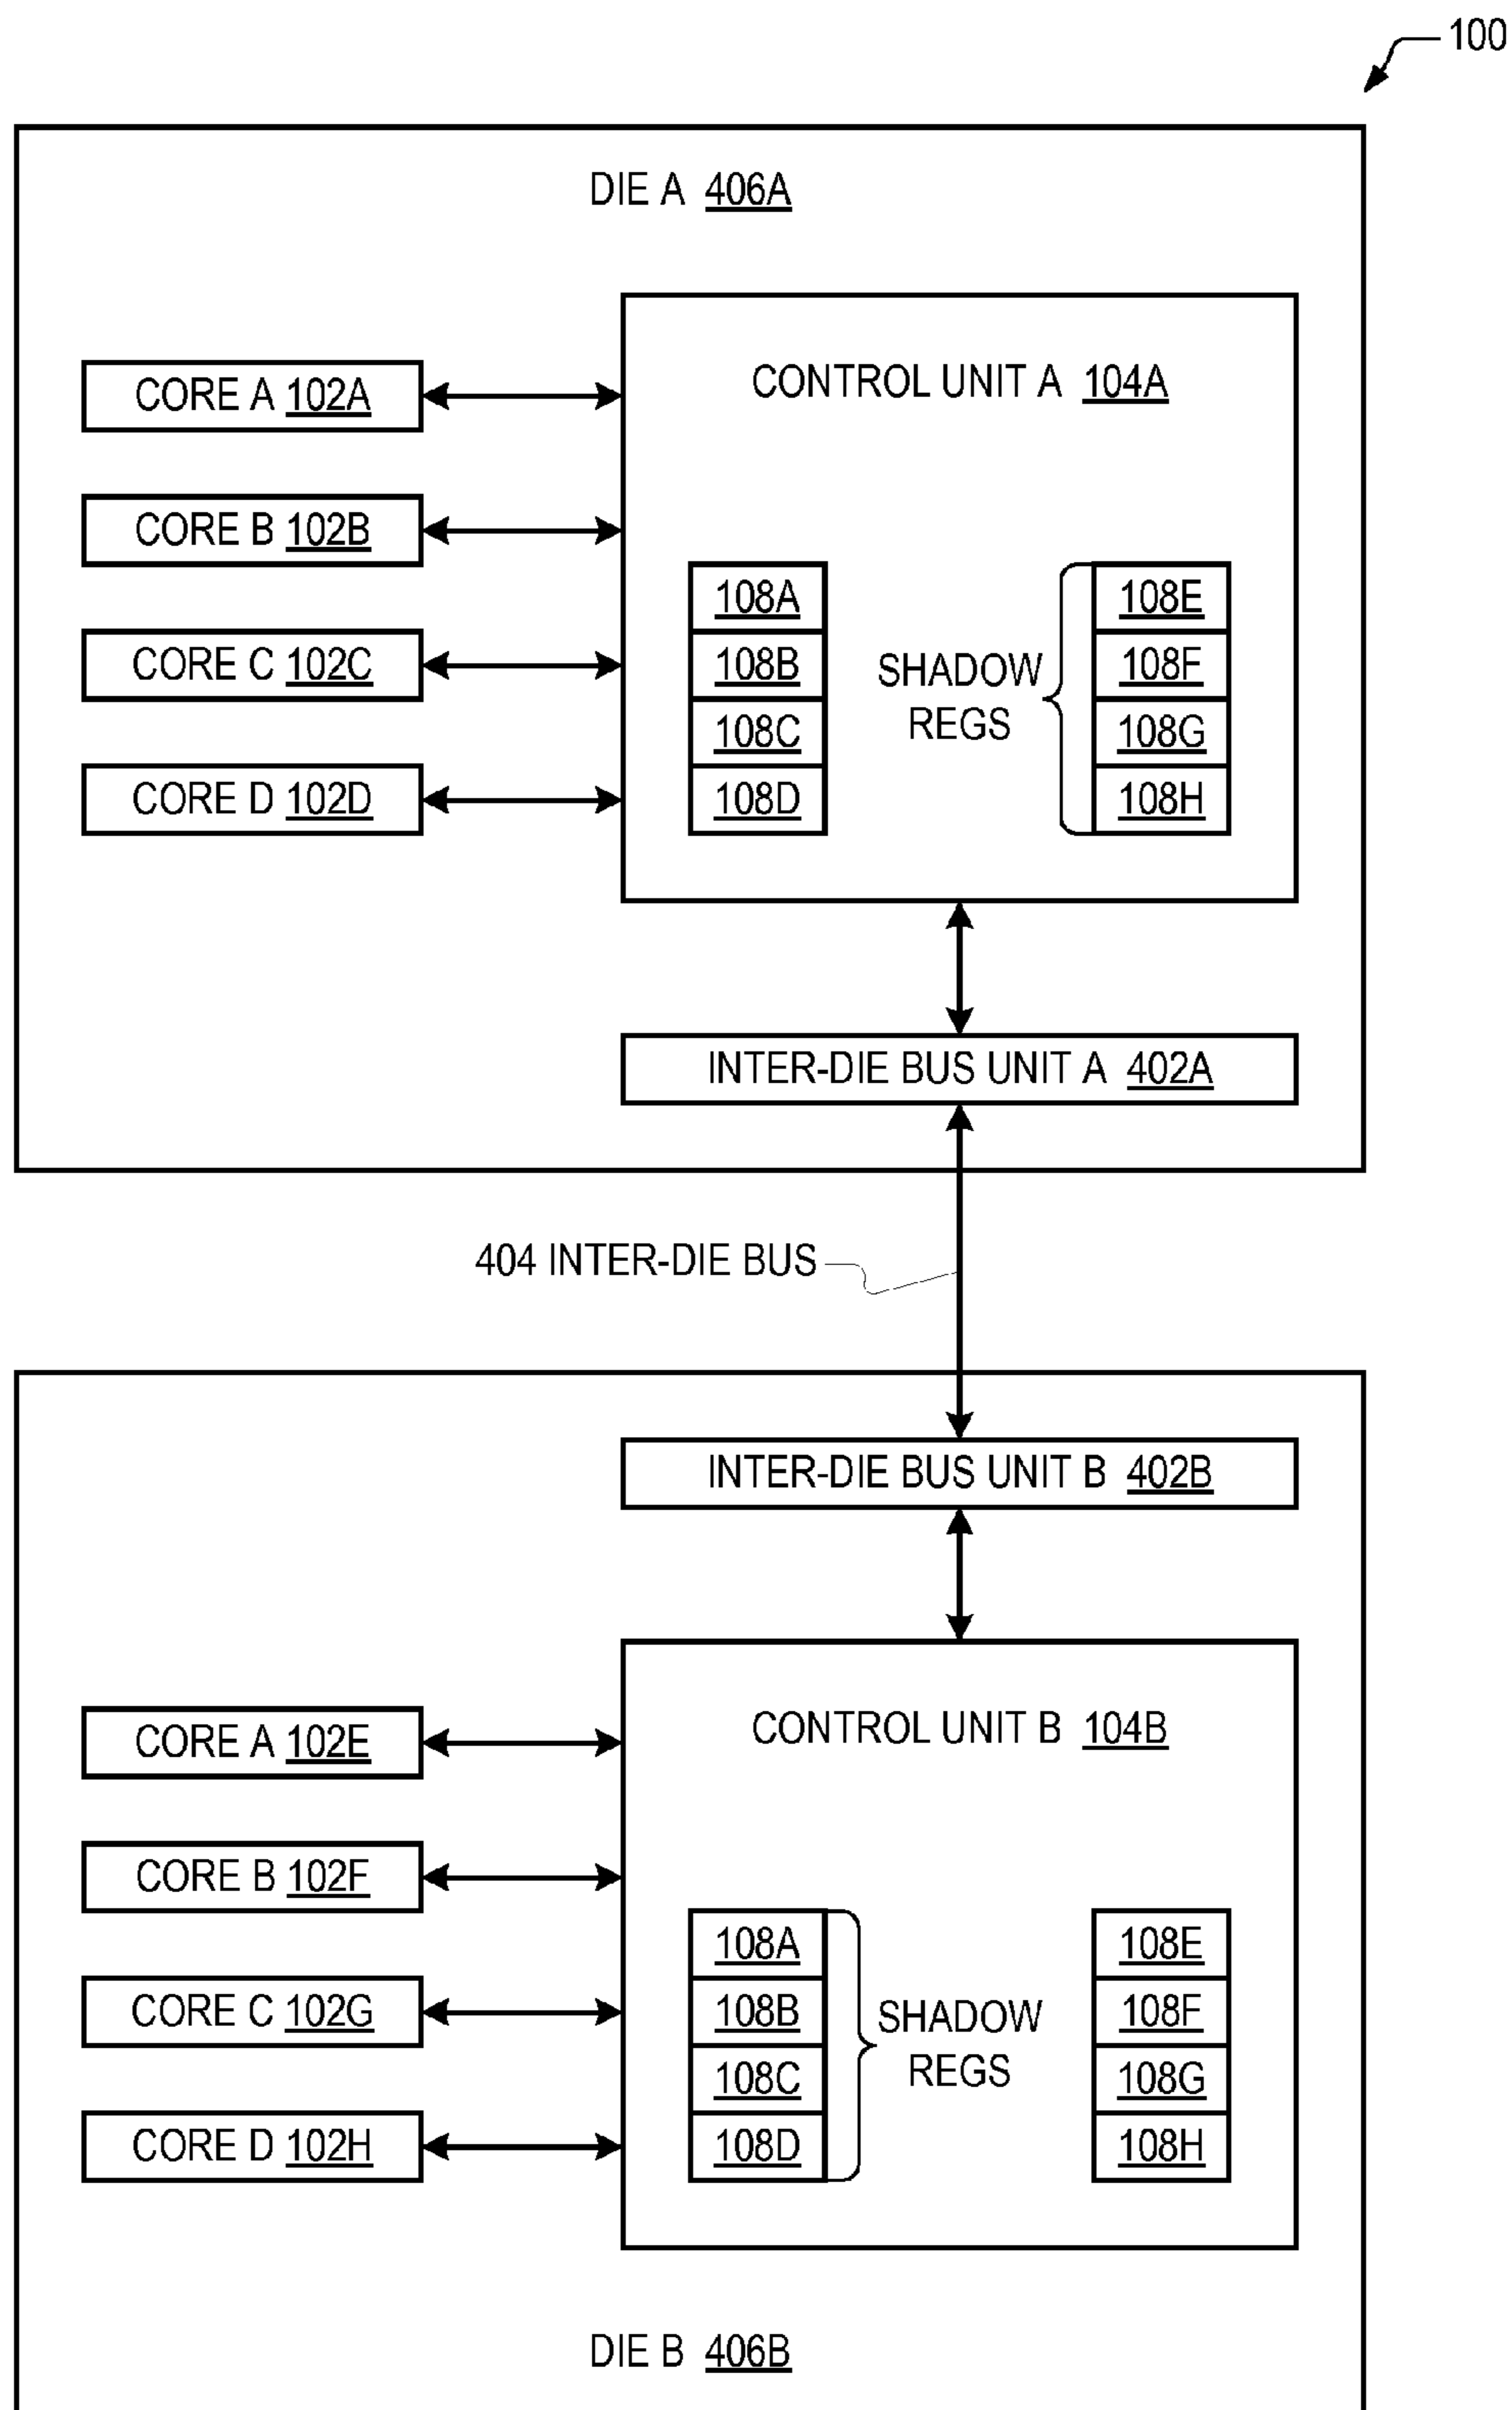 100
DIE A 406A
CONTROL UNIT A 104A
CORE A 102A
CORE B 102B
CORE C 102C
CORE D 102D
108A
108B
108C
108D
SHADOW
REGS
108E
108F
108G
108H
INTER-DIE BUS UNIT A 402A
404 INTER-DIE BUS
INTER-DIE BUS UNIT B 402B
CONTROL UNIT B 104B
CORE A 102E
CORE B 102F
CORE C 102G
CORE D 102H
108A
108B
108C
108D
SHADOW
REGS
108E
108F
108G
108H
DIE B 406B